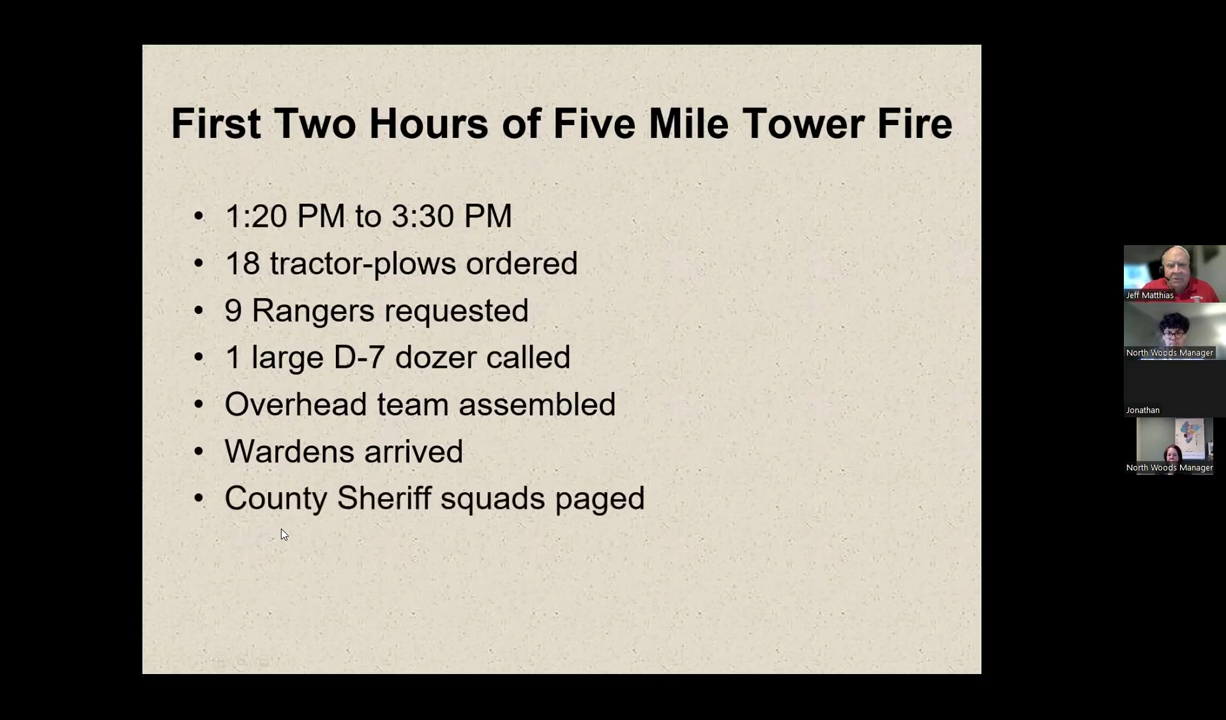 First Two Hours of Five Mile Tower Fire
• 1:20 PM to 3:30 PM
• 18 tractor-plows ordered
• 9 Rangers requested
• 1 large D-7 dozer called
• Overhead team assembled
• Wardens arrived
• County Sheriff squads paged
Jeff Matthias
North Woods Manager
Jonathan
North Woods Manager